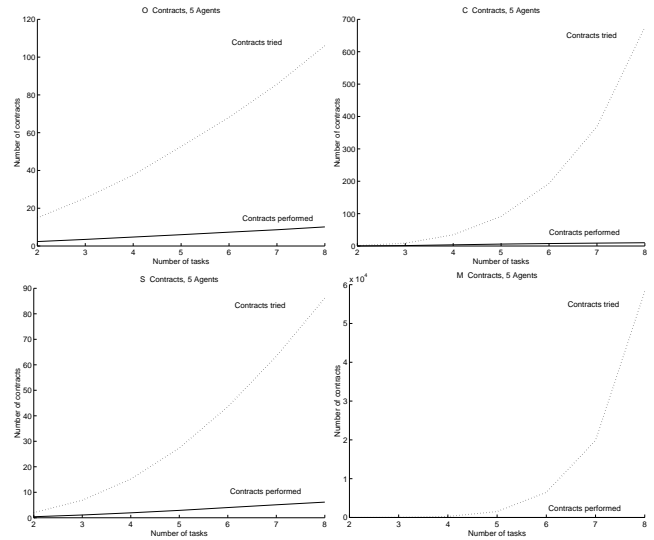 O Contracts, 5 Agents
120
100
80
60
40
20
0
Number of contracts
Contracts tried
Contracts performed
2 3 4 5 6 7 8
Number of tasks
C Contracts, 5 Agents
700
600
500
400
300
200
100
0
Number of contracts
Contracts tried
Contracts performed
2 3 4 5 6 7 8
Number of tasks
S Contracts, 5 Agents
90
80
70
60
50
40
30
20
10
0
Number of contracts
Contracts tried
Contracts performed
2 3 4 5 6 7 8
Number of tasks
M Contracts, 5 Agents
x 10^4
6
5
4
3
2
1
0
Number of contracts
Contracts tried
Contracts performed
2 3 4 5 6 7 8
Number of tasks